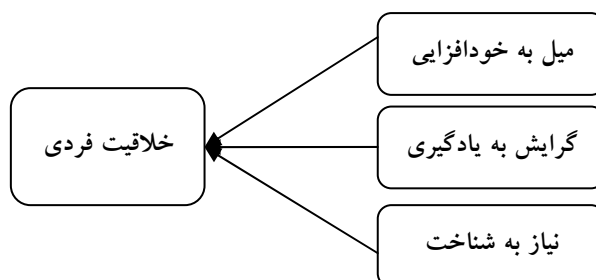 میل به خودافزایی
گرایش به یادگیری
خلاقیت فردی
نیاز به شناخت